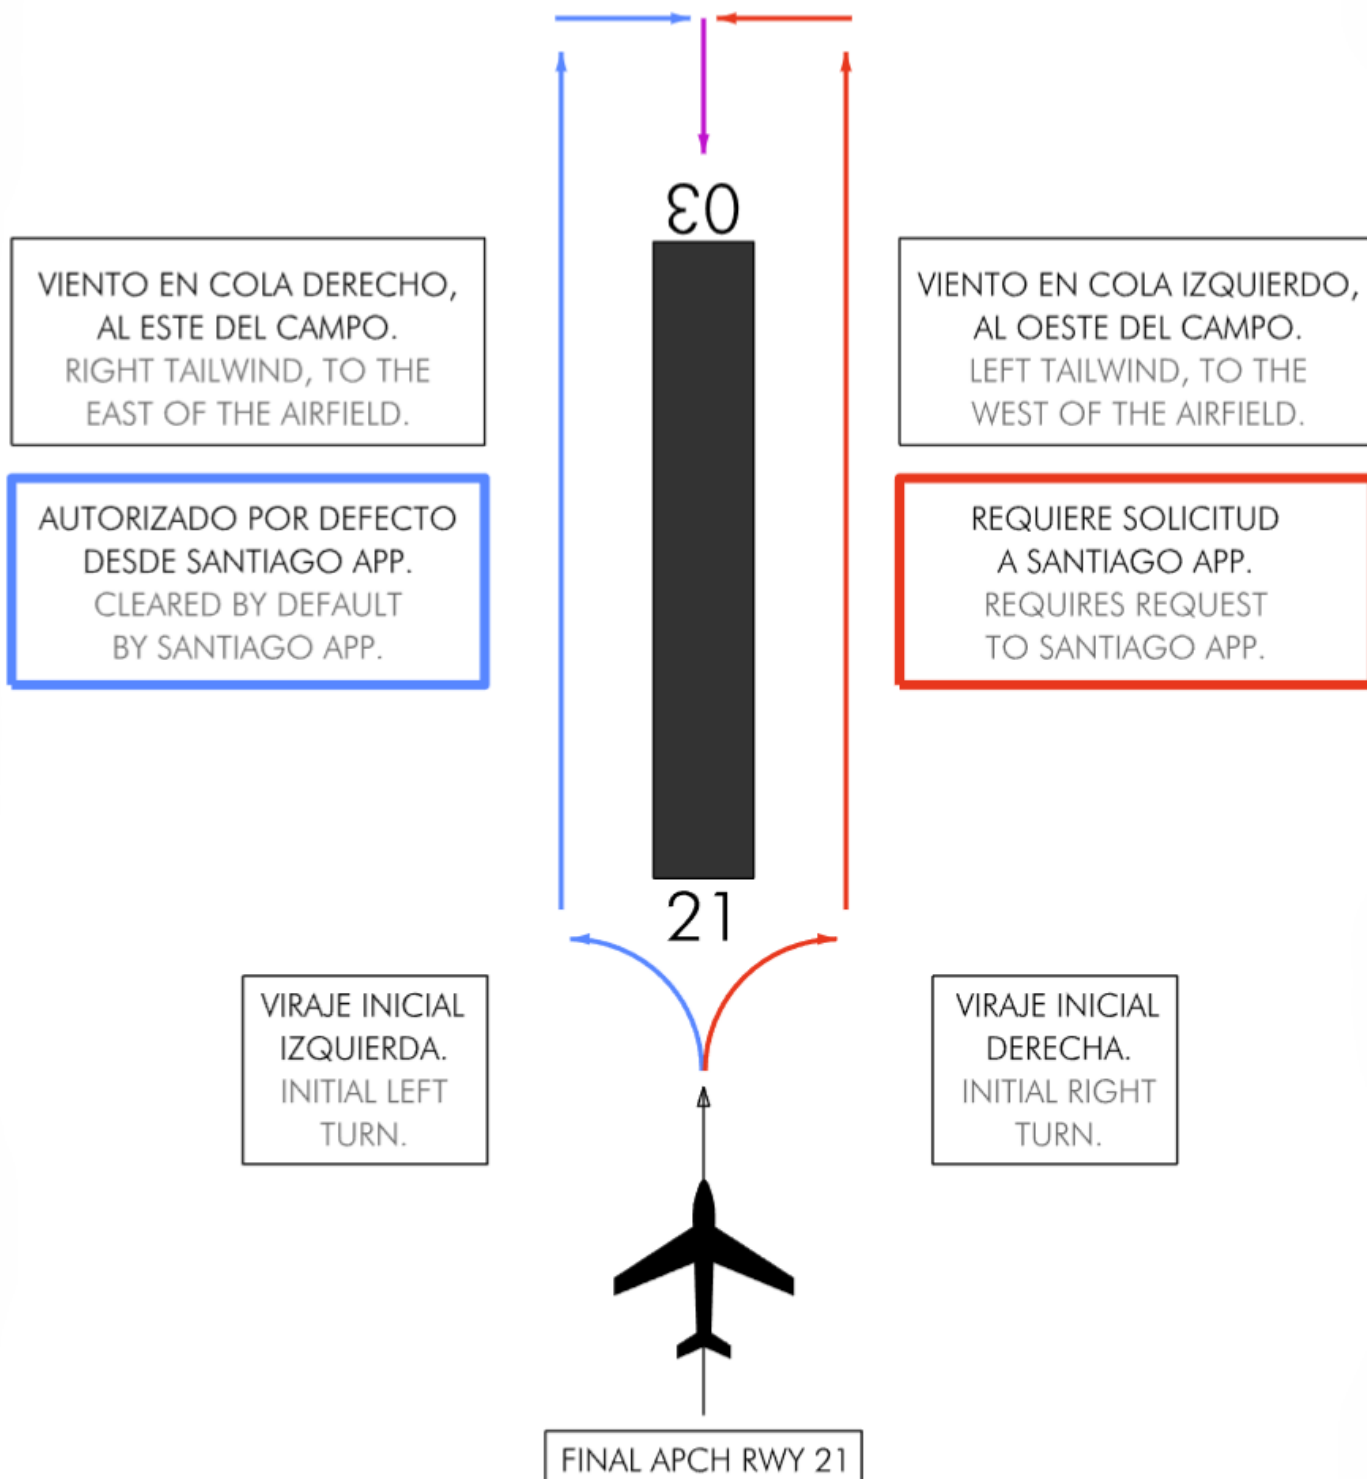 03
VIENTO EN COLA DERECHO,
AL ESTE DEL CAMPO.
RIGHT TAILWIND, TO THE
EAST OF THE AIRFIELD.
VIENTO EN COLA IZQUIERDO,
AL OESTE DEL CAMPO.
LEFT TAILWIND, TO THE
WEST OF THE AIRFIELD.
AUTORIZADO POR DEFECTO
DESDE SANTIAGO APP.
CLEARED BY DEFAULT
BY SANTIAGO APP.
REQUIERE SOLICITUD
A SANTIAGO APP.
REQUIRES REQUEST
TO SANTIAGO APP.
21
VIRAJE INICIAL
IZQUIERDA.
INITIAL LEFT
TURN.
VIRAJE INICIAL
DERECHA.
INITIAL RIGHT
TURN.
FINAL APCH RWY 21